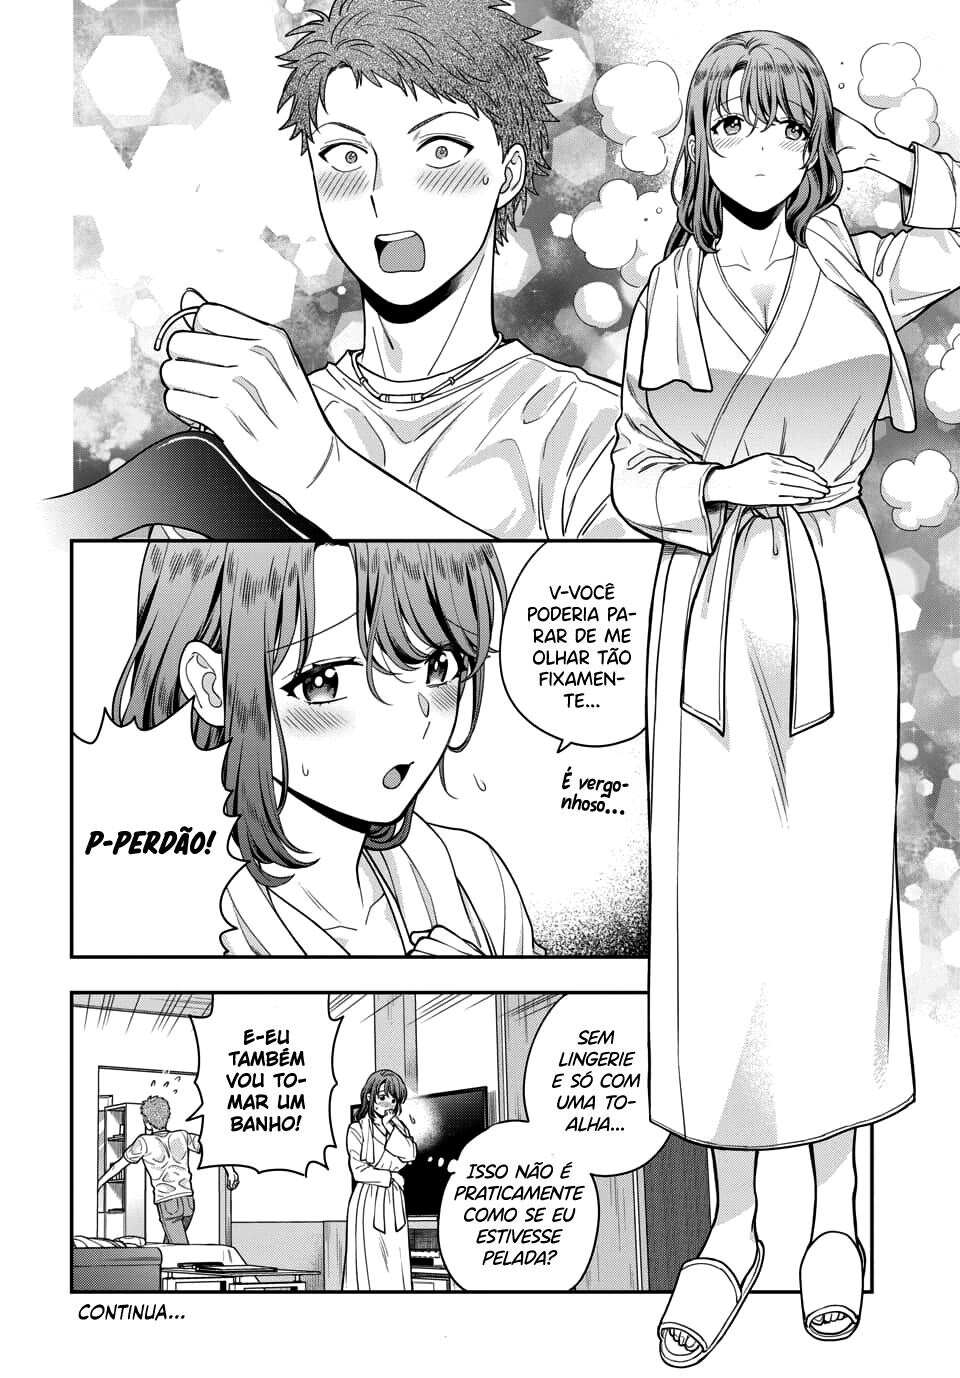 V-VOCÊ
PODERIA PA-
RAR DE ME
OLHAR TÃO
FIXAMEN-
TE...
É vergo-
nhoso...
P-PERDÃO!
E-EU
TAMBÉM
VOU TO-
MAR UM
BANHO!
SEM
LINGERIE
E SÓ COM
UMA TO-
ALHA...
ISSO NÃO É
PRATICAMENTE
COMO SE EU
ESTIVESSE
PELADA?
CONTINUA...